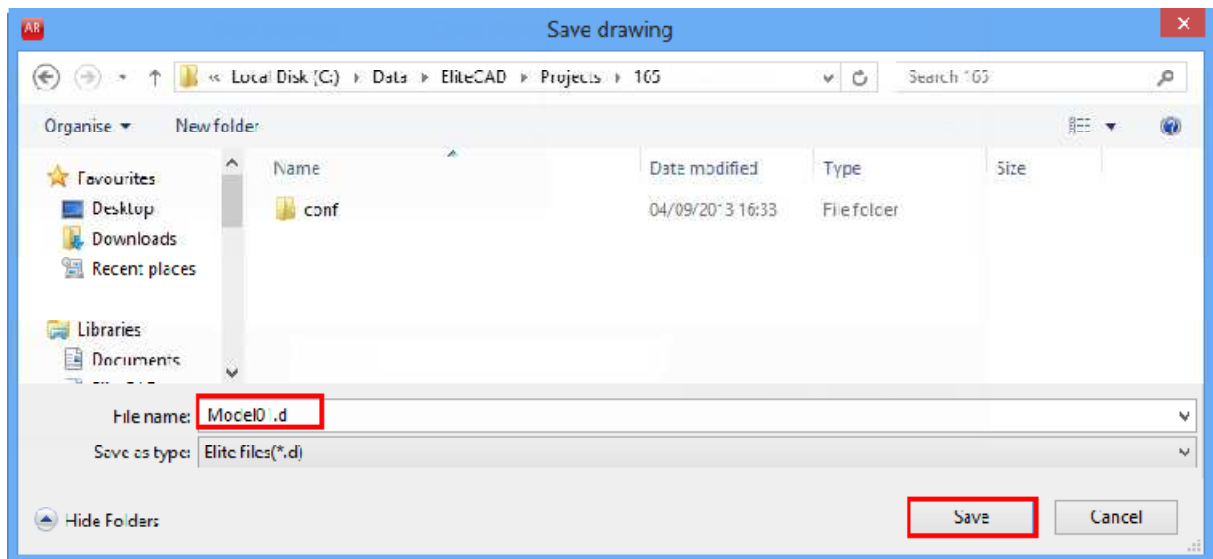 AR Save drawing
« Local Disk (C:) Data EliteCAD Projects 165 Search 165
Organise New folder
Name Date modified Type Size
Favourites
conf 04/09/2013 16:33 File folder
Desktop
Downloads
Recent places
Libraries
Documents
File name: Model01.d
Save as type: Elite files(*.d)
Hide Folders Save Cancel